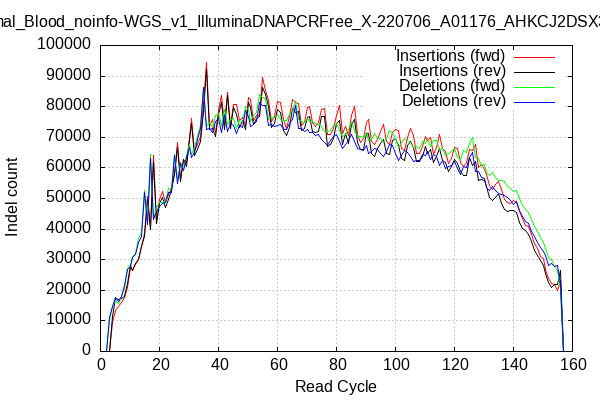 nal_Blood_noinfo-WGS_v1_IlluminaDNAPCRFree_X-220706_A01176_AHKCJ2DSX3
Insertions (fwd)
Insertions (rev)
Deletions (fwd)
Deletions (rev)
100000
90000
80000
70000
60000
50000
40000
30000
20000
10000
0
Indel count
0 20 40 60 80 100 120 140 160
Read Cycle